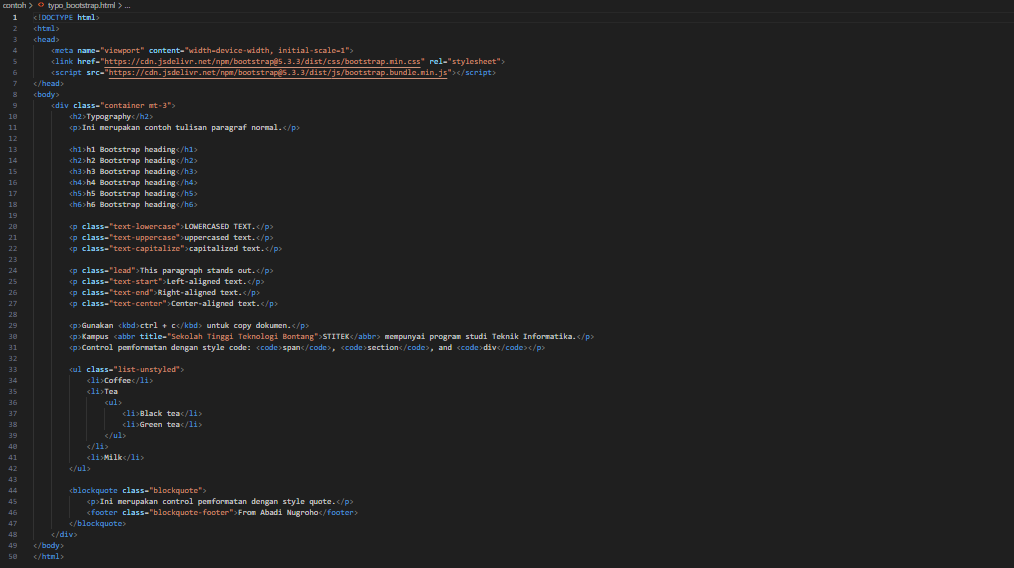 contoh > <> typo_bootstrap.html > ...
1 <!DOCTYPE html>
2 <html>
3 <head>
4 <meta name="viewport" content="width=device-width, initial-scale=1">
5 <link href="https://cdn.jsdelivr.net/npm/bootstrap@5.3.3/dist/css/bootstrap.min.css" rel="stylesheet">
6 <script src="https://cdn.jsdelivr.net/npm/bootstrap@5.3.3/dist/js/bootstrap.bundle.min.js"></script>
7 </head>
8 <body>
9 <div class="container mt-3">
10 <h2>Typography</h2>
11 <p>Ini merupakan contoh tulisan paragraf normal.</p>
12
13 <h1>h1 Bootstrap heading</h1>
14 <h2>h2 Bootstrap heading</h2>
15 <h3>h3 Bootstrap heading</h3>
16 <h4>h4 Bootstrap heading</h4>
17 <h5>h5 Bootstrap heading</h5>
18 <h6>h6 Bootstrap heading</h6>
19
20 <p class="text-lowercase">LOWERCASED TEXT.</p>
21 <p class="text-uppercase">uppercased text.</p>
22 <p class="text-capitalize">capitalized text.</p>
23
24 <p class="lead">This paragraph stands out.</p>
25 <p class="text-start">Left-aligned text.</p>
26 <p class="text-end">Right-aligned text.</p>
27 <p class="text-center">Center-aligned text.</p>
28
29 <p>Gunakan <kbd>ctrl + c</kbd> untuk copy dokumen.</p>
30 <p>Kampus <abbr title="Sekolah Tinggi Teknologi Bontang">STITEK</abbr> mempunyai program studi Teknik Informatika.</p>
31 <p>Control pemformatan dengan style code: <code>span</code>, <code>section</code>, and <code>div</code></p>
32
33 <ul class="list-unstyled">
34 <li>Coffee</li>
35 <li>Tea
36 <ul>
37 <li>Black tea</li>
38 <li>Green tea</li>
39 </ul>
40 </li>
41 <li>Milk</li>
42 </ul>
43
44 <blockquote class="blockquote">
45 <p>Ini merupakan control pemformatan dengan style quote.</p>
46 <footer class="blockquote-footer">From Abadi Nugroho</footer>
47 </blockquote>
48 </div>
49 </body>
50 </html>